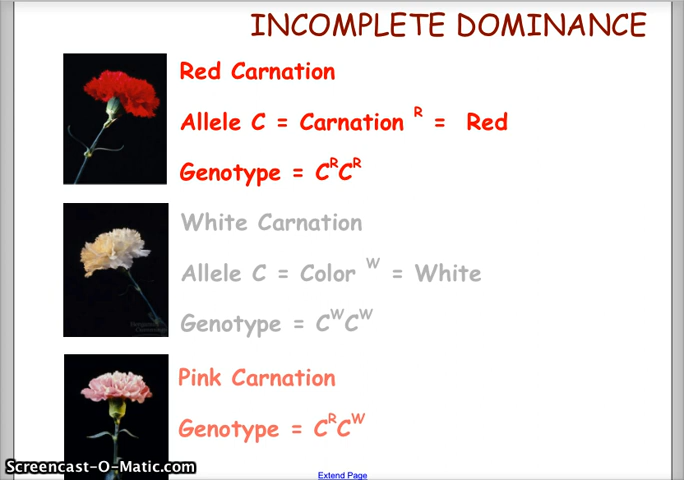 INCOMPLETE DOMINANCE
Red Carnation
Allele C = Carnation ᴿ = Red
Genotype = CᴿCᴿ
White Carnation
Allele C = Color ᵂ = White
Genotype = CᵂCᵂ
Pink Carnation
Genotype = CᴿCᵂ
Screencast-O-Matic.com
Extend Page